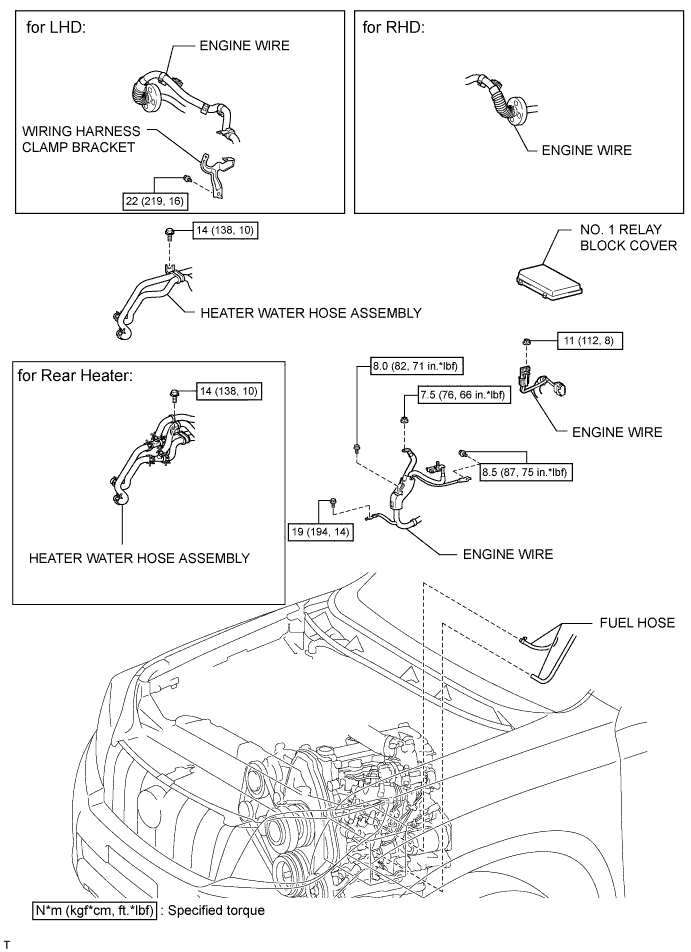 for LHD:
ENGINE WIRE
WIRING HARNESS
CLAMP BRACKET
22 (219, 16)
for RHD:
ENGINE WIRE
14 (138, 10)
HEATER WATER HOSE ASSEMBLY
NO. 1 RELAY
BLOCK COVER
11 (112, 8)
ENGINE WIRE
for Rear Heater:
14 (138, 10)
HEATER WATER HOSE ASSEMBLY
8.0 (82, 71 in.*lbf)
7.5 (76, 66 in.*lbf)
8.5 (87, 75 in.*lbf)
19 (194, 14)
ENGINE WIRE
FUEL HOSE
N*m (kgf*cm, ft.*lbf) : Specified torque
T